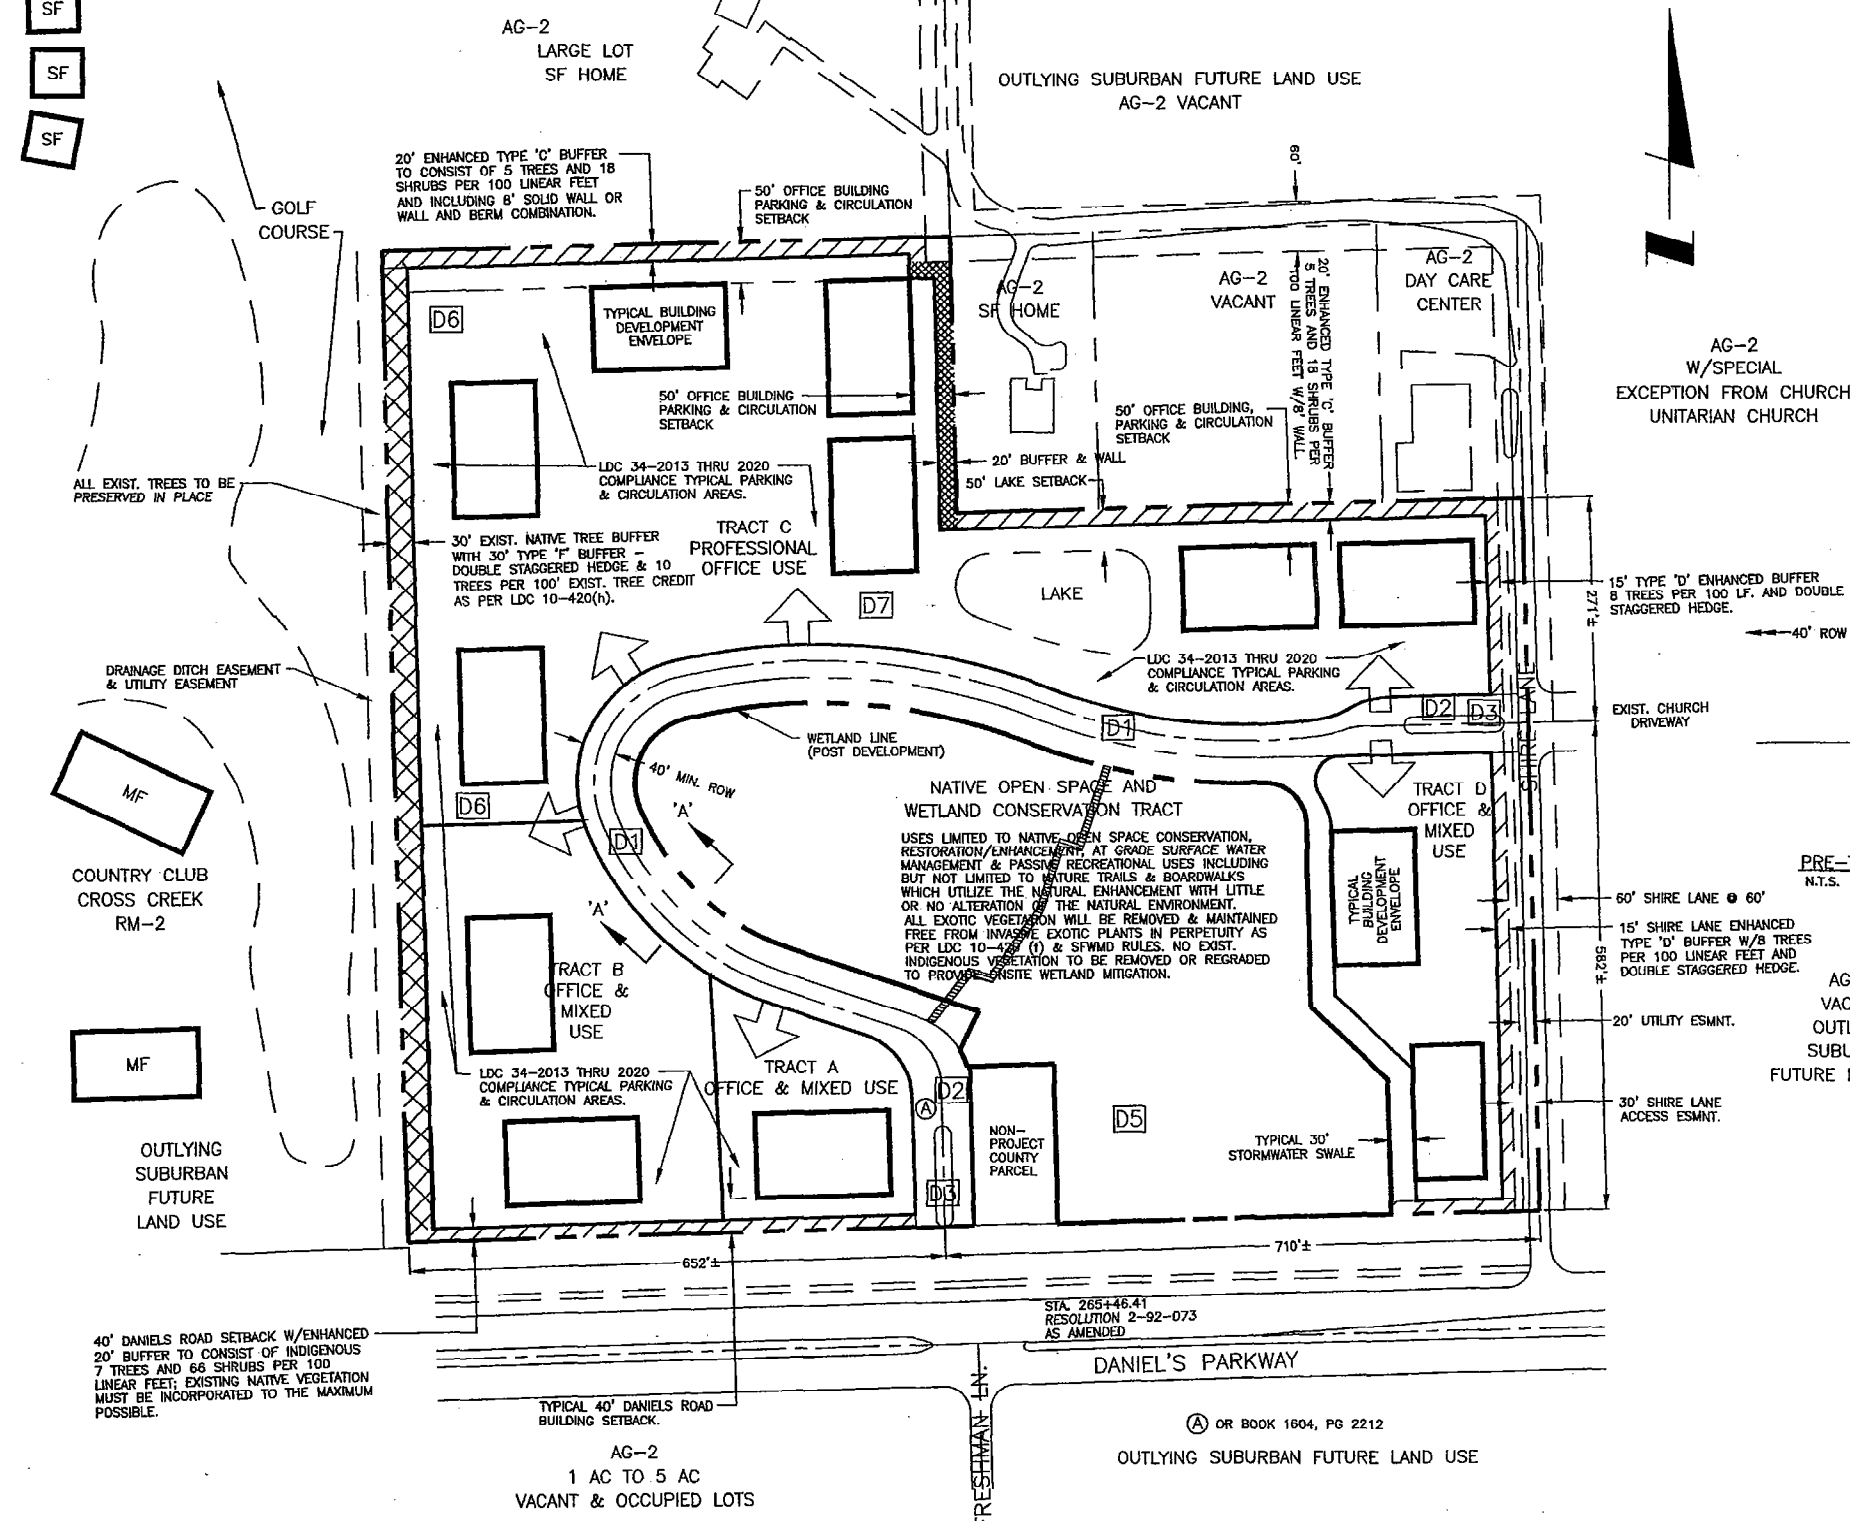 SF
SF
SF
AG-2
LARGE LOT
SF HOME
OUTLYING SUBURBAN FUTURE LAND USE
AG-2 VACANT
20' ENHANCED TYPE 'C' BUFFER
TO CONSIST OF 5 TREES AND 18
SHRUBS PER 100 LINEAR FEET
AND INCLUDING 8' SOLID WALL OR
WALL AND BERM COMBINATION.
50' OFFICE BUILDING
PARKING & CIRCULATION
SETBACK
60'
GOLF
COURSE
AG-2
SF HOME
AG-2
VACANT
20' ENHANCED TYPE 'C' BUFFER
5 TREES AND 18 SHRUBS PER
100 LINEAR FEET W/8' WALL
AG-2
DAY CARE
CENTER
AG-2
W/SPECIAL
EXCEPTION FROM CHURCH
UNITARIAN CHURCH
D6
TYPICAL BUILDING
DEVELOPMENT
ENVELOPE
50' OFFICE BUILDING
PARKING & CIRCULATION
SETBACK
50' OFFICE BUILDING,
PARKING & CIRCULATION
SETBACK
20' BUFFER & WALL
50' LAKE SETBACK
LDC 34-2013 THRU 2020
COMPLIANCE TYPICAL PARKING
& CIRCULATION AREAS.
ALL EXIST. TREES TO BE
PRESERVED IN PLACE
TRACT C
PROFESSIONAL
OFFICE USE
30' EXIST. NATIVE TREE BUFFER
WITH 30' TYPE 'F' BUFFER -
DOUBLE STAGGERED HEDGE & 10
TREES PER 100' EXIST. TREE CREDIT
AS PER LDC 10-420(h).
LAKE
D7
15' TYPE 'D' ENHANCED BUFFER
8 TREES PER 100 LF. AND DOUBLE
STAGGERED HEDGE.
271'±
40' ROW
DRAINAGE DITCH EASEMENT
& UTILITY EASEMENT
LDC 34-2013 THRU 2020
COMPLIANCE TYPICAL PARKING
& CIRCULATION AREAS.
D1
D2
D3
SHIRE LANE
EXIST. CHURCH
DRIVEWAY
WETLAND LINE
(POST DEVELOPMENT)
40' MIN. ROW
'A'
D6
D1
MF
NATIVE OPEN SPACE AND
WETLAND CONSERVATION TRACT
USES LIMITED TO NATIVE OPEN SPACE CONSERVATION,
RESTORATION/ENHANCEMENT, AT GRADE SURFACE WATER
MANAGEMENT & PASSIVE RECREATIONAL USES INCLUDING
BUT NOT LIMITED TO NATURE TRAILS & BOARDWALKS
WHICH UTILIZE THE NATURAL ENHANCEMENT WITH LITTLE
OR NO ALTERATION OF THE NATURAL ENVIRONMENT.
ALL EXOTIC VEGETATION WILL BE REMOVED & MAINTAINED
FREE FROM INVASIVE EXOTIC PLANTS IN PERPETUITY AS
PER LDC (f) & SFWMD RULES. NO EXIST.
INDIGENOUS VEGETATION TO BE REMOVED OR REGRADED
TO PROVIDE ONSITE WETLAND MITIGATION.
TRACT D
OFFICE &
MIXED
USE
TYPICAL
BUILDING
DEVELOPMENT
ENVELOPE
PRE-
N.T.S.
COUNTRY CLUB
CROSS CREEK
RM-2
60' SHIRE LANE @ 60'
15' SHIRE LANE ENHANCED
TYPE 'D' BUFFER W/8 TREES
PER 100 LINEAR FEET AND
DOUBLE STAGGERED HEDGE.
582'±
'A'
TRACT B
OFFICE &
MIXED
USE
AG
VAC
OUTL
SUBU
FUTURE
20' UTILITY ESMNT.
MF
LDC 34-2013 THRU 2020
COMPLIANCE TYPICAL PARKING
& CIRCULATION AREAS.
TRACT A
OFFICE & MIXED USE
D2
A
D3
NON-
PROJECT
COUNTY
PARCEL
D5
TYPICAL 30'
STORMWATER SWALE
30' SHIRE LANE
ACCESS ESMNT.
OUTLYING
SUBURBAN
FUTURE
LAND USE
652'±
710'±
STA. 265+46.41
RESOLUTION 2-92-073
AS AMENDED
DANIEL'S PARKWAY
FRESHMAN LN.
40' DANIELS ROAD SETBACK W/ENHANCED
20' BUFFER TO CONSIST OF INDIGENOUS
7 TREES AND 66 SHRUBS PER 100
LINEAR FEET; EXISTING NATIVE VEGETATION
MUST BE INCORPORATED TO THE MAXIMUM
POSSIBLE.
TYPICAL 40' DANIELS ROAD
BUILDING SETBACK.
A OR BOOK 1604, PG 2212
OUTLYING SUBURBAN FUTURE LAND USE
AG-2
1 AC TO 5 AC
VACANT & OCCUPIED LOTS